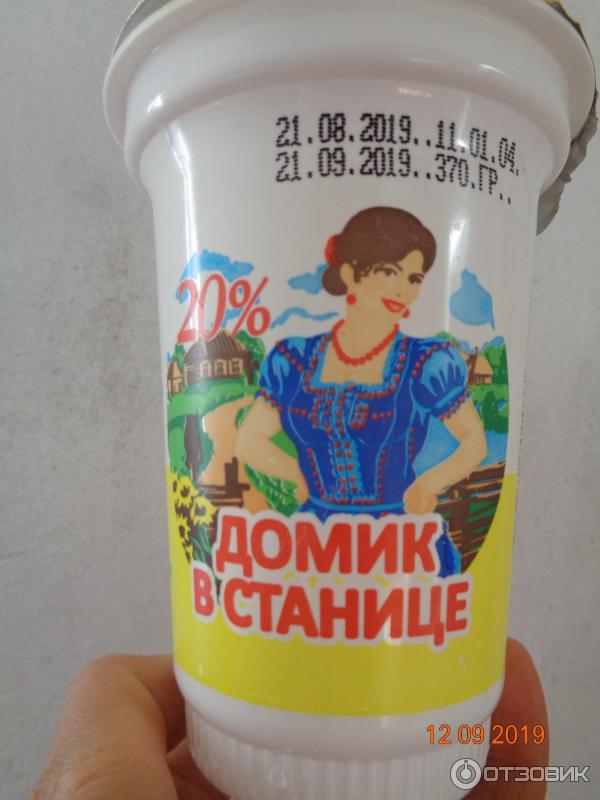 21.08.2019..11.01.04.
21.09.2019..370.ГР..
20%
ДОМИК
В СТАНИЦЕ
12 09 2019
ОТЗОВИК